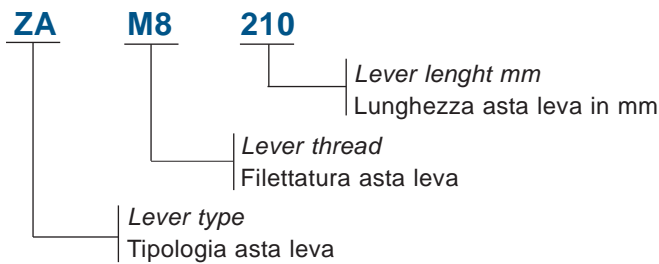 ZA M8 210
Lever lenght mm
Lunghezza asta leva in mm
Lever thread
Filettatura asta leva
Lever type
Tipologia asta leva